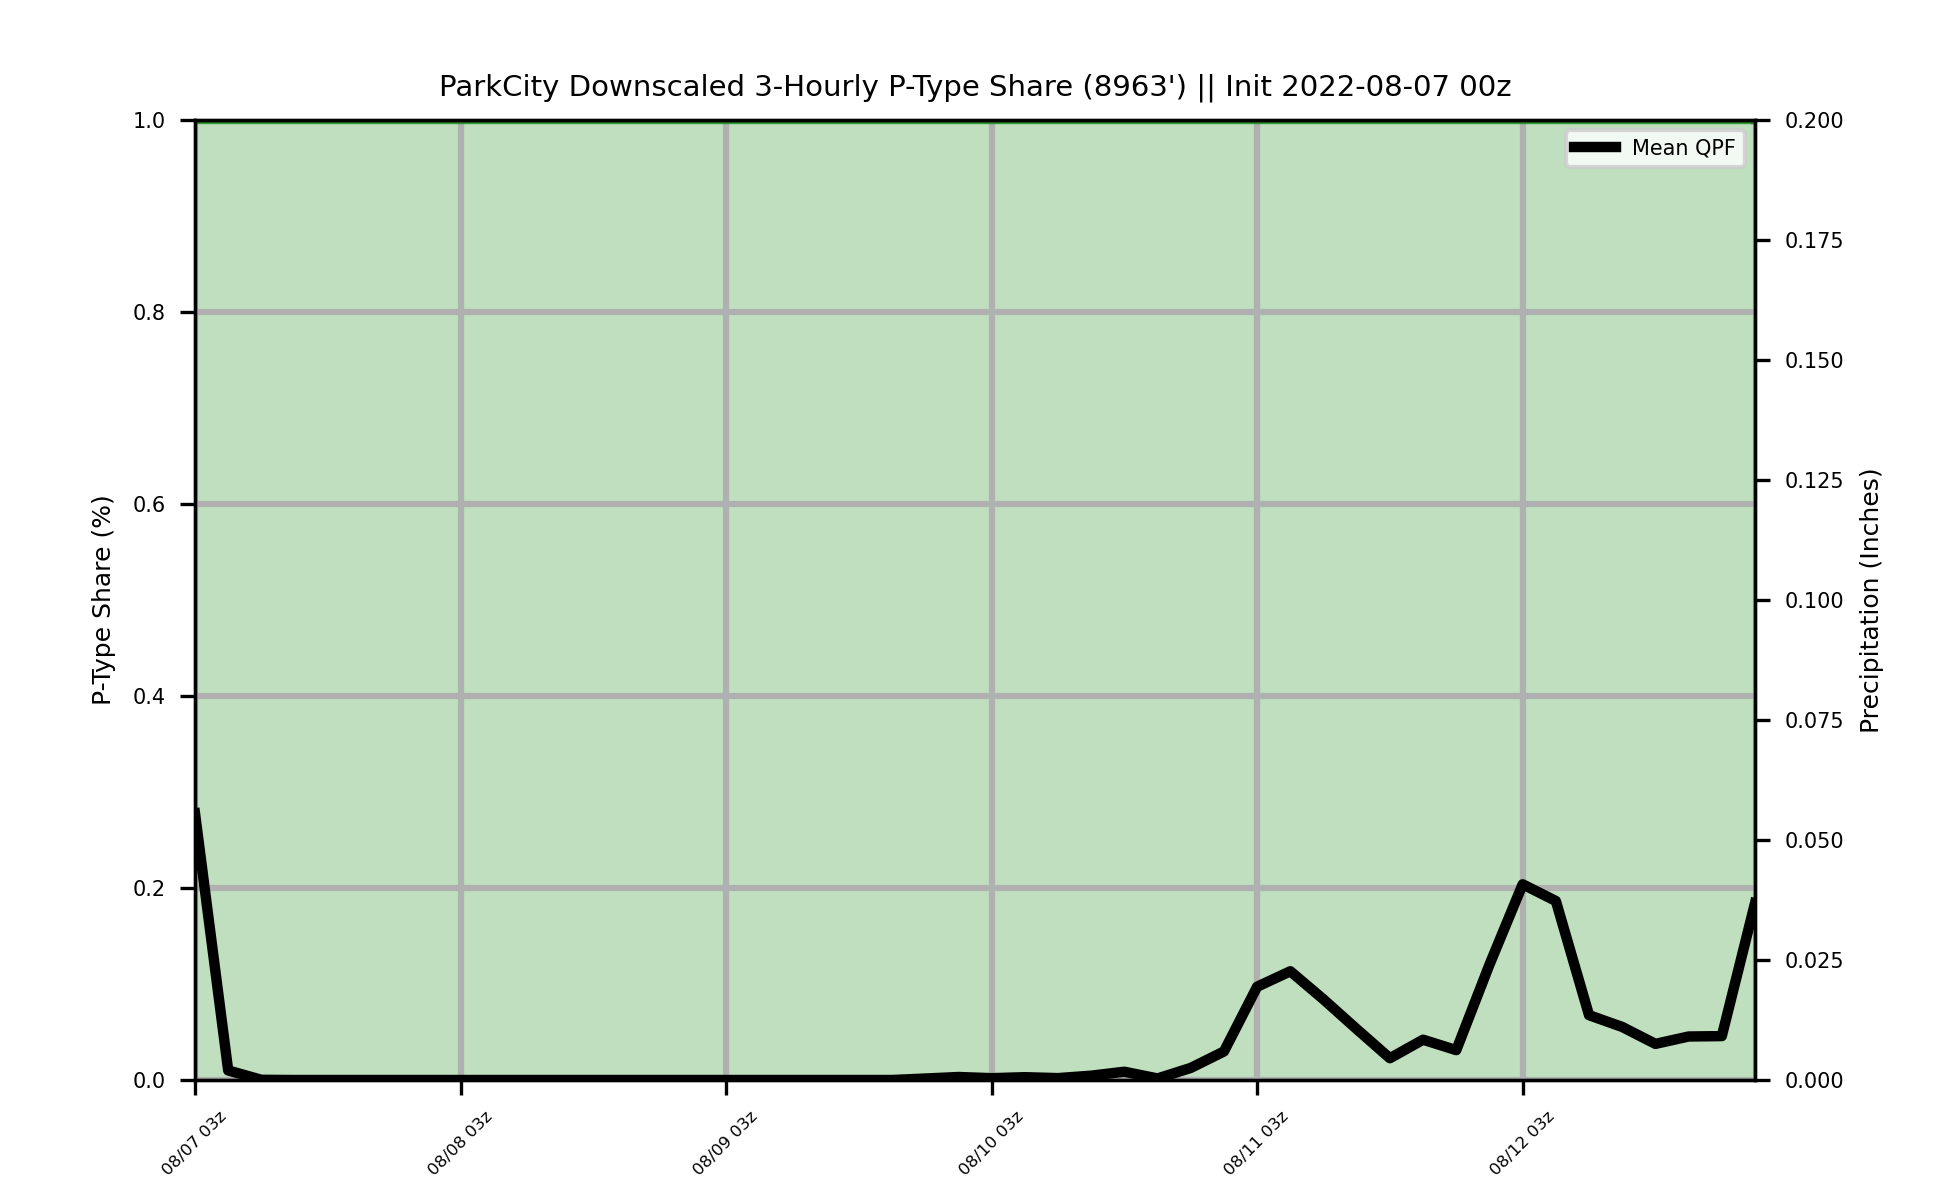 ParkCity Downscaled 3-Hourly P-Type Share (8963') || Init 2022-08-07 00z
Mean QPF
P-Type Share (%)
1.0
0.8
0.6
0.4
0.2
0.0
0.200
0.175
0.150
0.125
0.100
0.075
0.050
0.025
0.000
Precipitation (Inches)
08/07 03z
08/08 03z
08/09 03z
08/10 03z
08/11 03z
08/12 03z